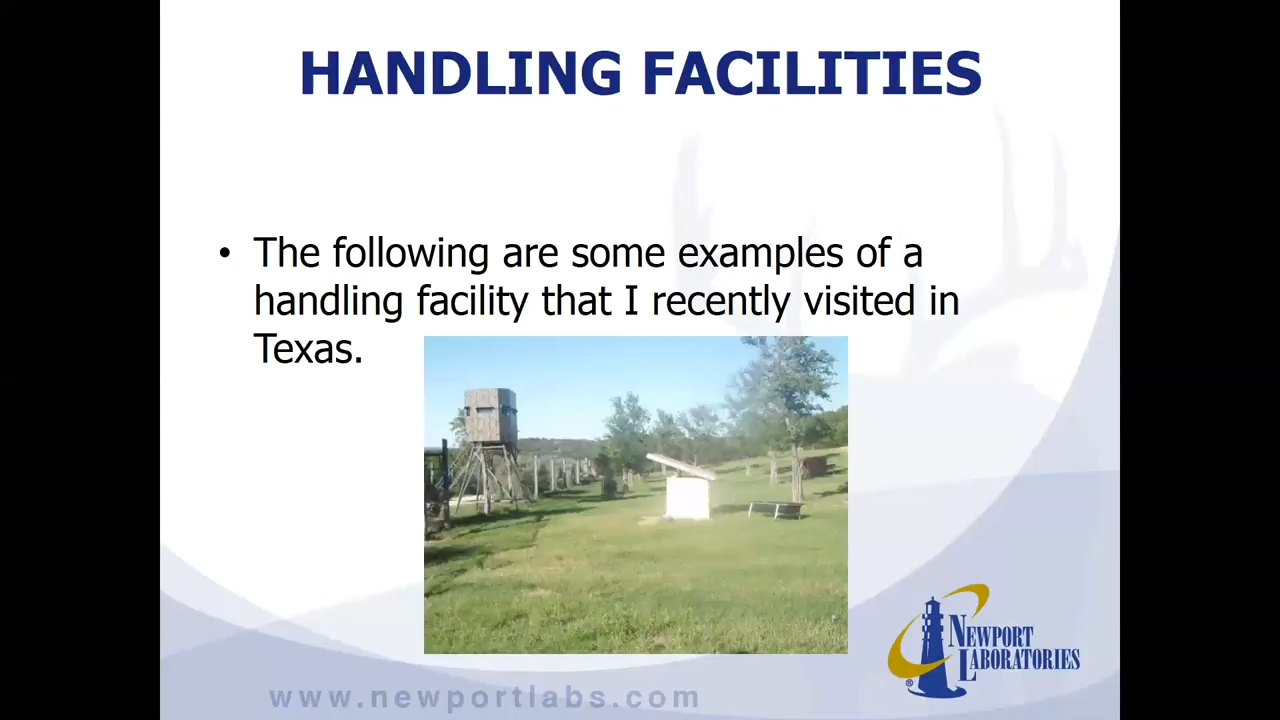 HANDLING FACILITIES
• The following are some examples of a
handling facility that I recently visited in
Texas.
NEWPORT
LABORATORIES
®
www.newportlabs.com